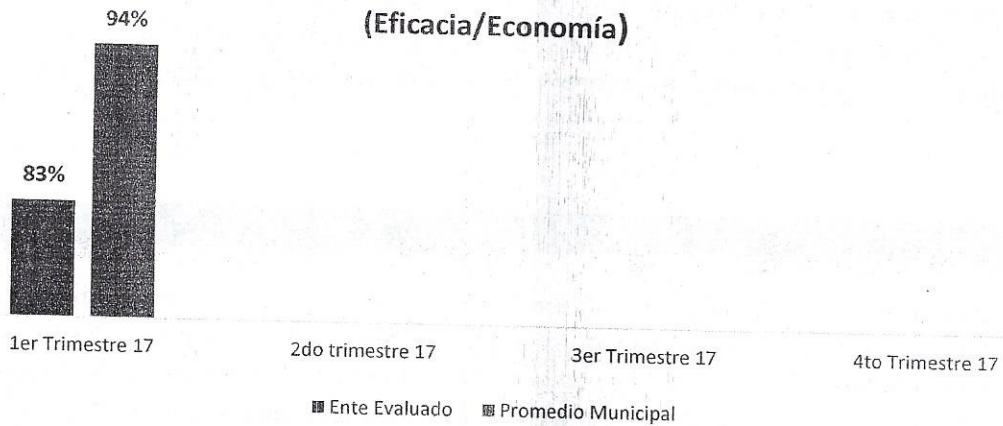 (Eficacia/Economía)
94%
83%
1er Trimestre 17
2do trimestre 17
3er Trimestre 17
4to Trimestre 17
Ente Evaluado
Promedio Municipal